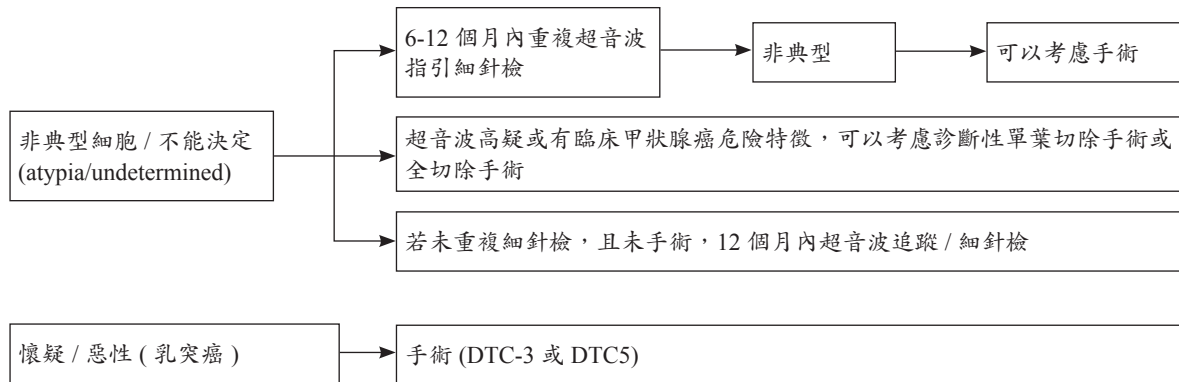 6-12 個月內重複超音波
指引細針檢
非典型
可以考慮手術
非典型細胞 / 不能決定
(atypia/undetermined)
超音波高疑或有臨床甲狀腺癌危險特徵，可以考慮診斷性單葉切除手術或
全切除手術
若未重複細針檢，且未手術，12 個月內超音波追蹤 / 細針檢
懷疑 / 惡性 ( 乳突癌 )
手術 (DTC-3 或 DTC5)